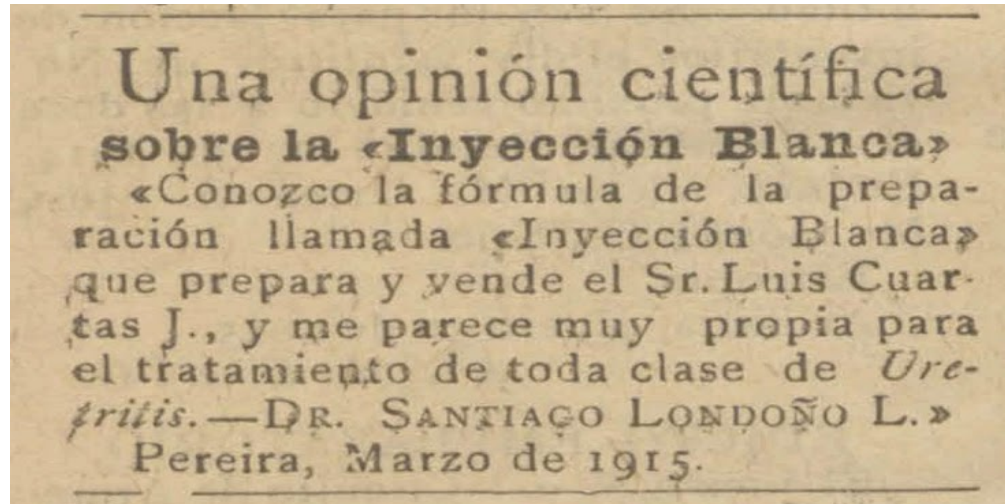 Una opinión científica
sobre la «Inyección Blanca»
«Conozco la fórmula de la prepa-
ración llamada «Inyección Blanca»
que prepara y vende el Sr. Luis Cuar-
tas J., y me parece muy propia para
el tratamiento de toda clase de Ure-
tritis.—DR. SANTIAGO LONDOÑO L.»
Pereira, Marzo de 1915.